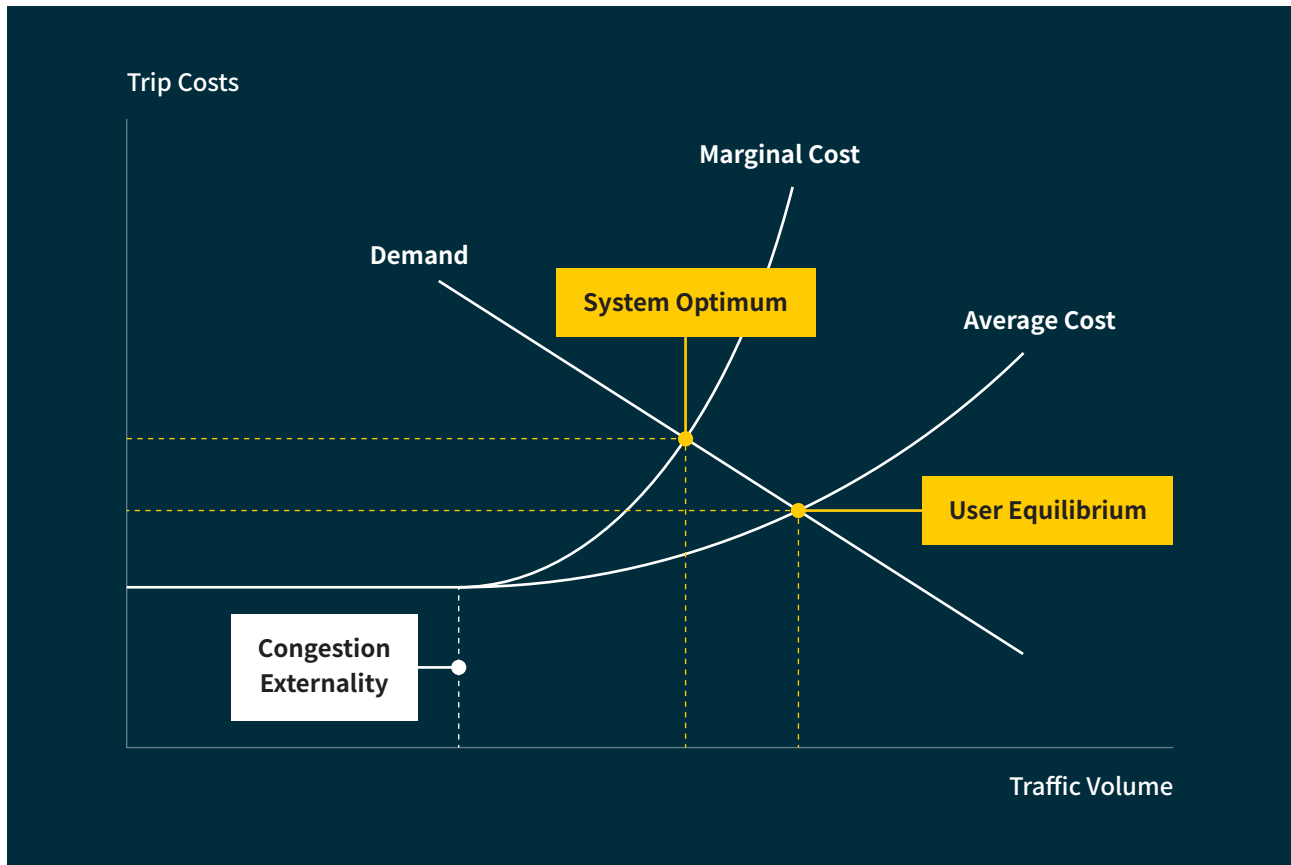 Trip Costs
Marginal Cost
Demand
System Optimum
Average Cost
User Equilibrium
Congestion
Externality
Traffic Volume